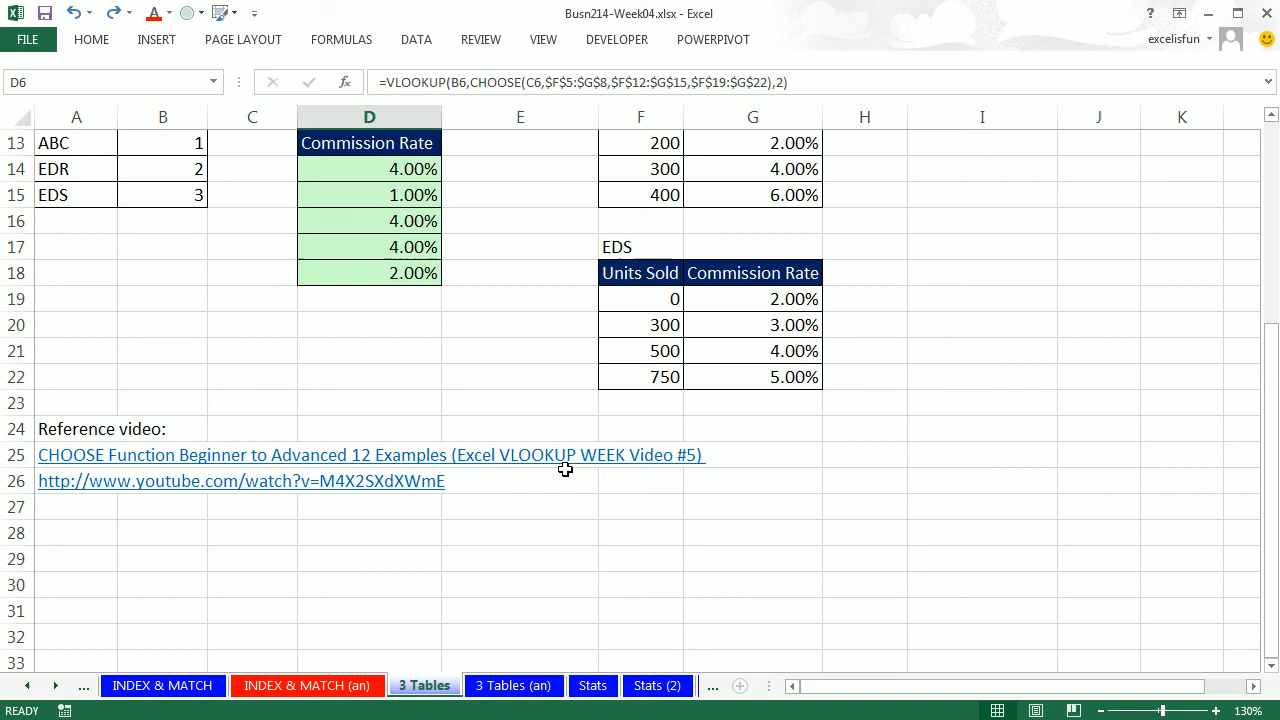 Busn214-Week04.xlsx - Excel
FILE HOME INSERT PAGE LAYOUT FORMULAS DATA REVIEW VIEW DEVELOPER POWERPIVOT excelisfun
D6 fx =VLOOKUP(B6,CHOOSE(C6,$F$5:$G$8,$F$12:$G$15,$F$19:$G$22),2)
A B C D E F G H I J K
13 ABC 1 Commission Rate 200 2.00%
14 EDR 2 4.00% 300 4.00%
15 EDS 3 1.00% 400 6.00%
16 4.00%
17 4.00% EDS
18 2.00% Units Sold Commission Rate
19 0 2.00%
20 300 3.00%
21 500 4.00%
22 750 5.00%
23
24 Reference video:
25 CHOOSE Function Beginner to Advanced 12 Examples (Excel VLOOKUP WEEK Video #5)
26 http://www.youtube.com/watch?v=M4X2SXdXWmE
27
28
29
30
31
32
33
... INDEX & MATCH INDEX & MATCH (an) 3 Tables 3 Tables (an) Stats Stats (2) ...
READY 130%